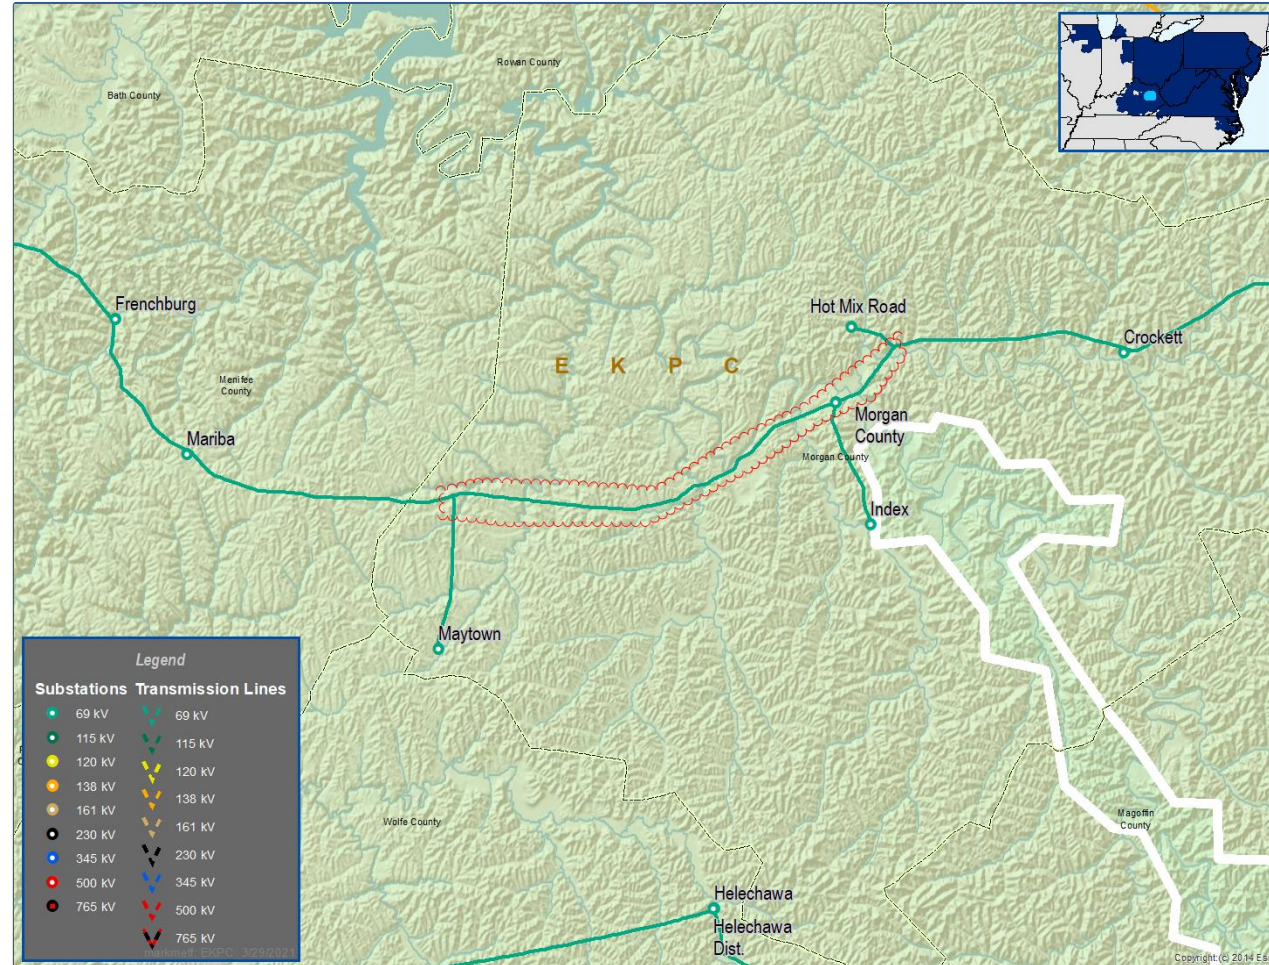 Rowan County
Bath County
Frenchburg
Hot Mix Road
Crockett
E K P C
Menifee
County
Morgan
County
Mariba
Morgan County
Index
Maytown
Legend
Substations Transmission Lines
69 kV 69 kV
115 kV 115 kV
120 kV 120 kV
138 kV 138 kV
161 kV 161 kV
230 kV 230 kV
345 kV 345 kV
500 kV 500 kV
765 kV 765 kV
Wolfe County
Magoffin
County
Helechawa
Helechawa
Dist.
Copyright:(c) 2014 Es